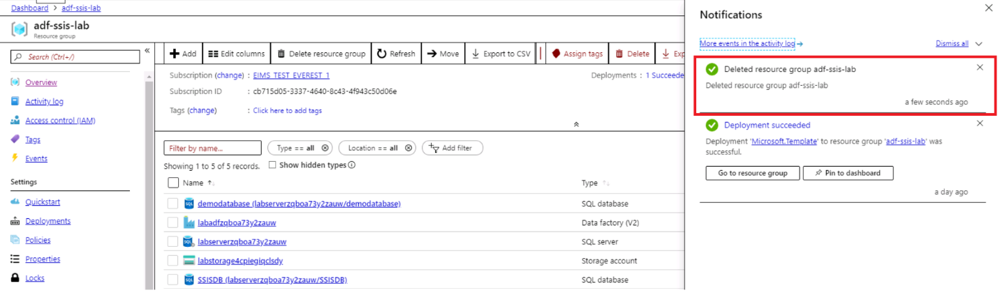 Dashboard > adf-ssis-lab
adf-ssis-lab
Resource group
Search (Ctrl+/)
Overview
Activity log
Access control (IAM)
Tags
Events
Settings
Quickstart
Deployments
Policies
Properties
Locks
Add Edit columns Delete resource group Refresh Move Export to CSV Assign tags Delete Exp
Subscription (change) : EIMS_TEST_EVEREST_1 Deployments : 1 Succeede
Subscription ID : cb715d05-3337-4640-8c43-4f943c50d06e
Tags (change) : Click here to add tags
Filter by name... Type == all Location == all Add filter
Showing 1 to 5 of 5 records. Show hidden types
Name Type
demodatabase (labserverzqboa73y2zauw/demodatabase) SQL database
labadfzqboa73y2zauw Data factory (V2)
labserverzqboa73y2zauw SQL server
labstorage4cpiegiqclsdy Storage account
SSISDB (labserverzqboa73y2zauw/SSISDB) SQL database
Notifications
More events in the activity log → Dismiss all
Deleted resource group adf-ssis-lab
Deleted resource group adf-ssis-lab
a few seconds ago
Deployment succeeded
Deployment 'Microsoft.Template' to resource group 'adf-ssis-lab' was
successful.
Go to resource group Pin to dashboard
a day ago